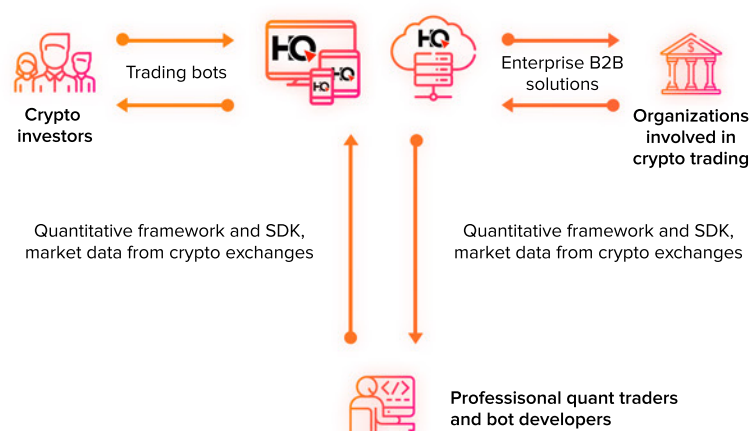 HQ
HQ
HQ
HQ
Trading bots
Crypto
investors
Enterprise B2B
solutions
$
Organizations
involved in
crypto trading
Quantitative framework and SDK,
market data from crypto exchanges
Quantitative framework and SDK,
market data from crypto exchanges
</>
Professisonal quant traders
and bot developers